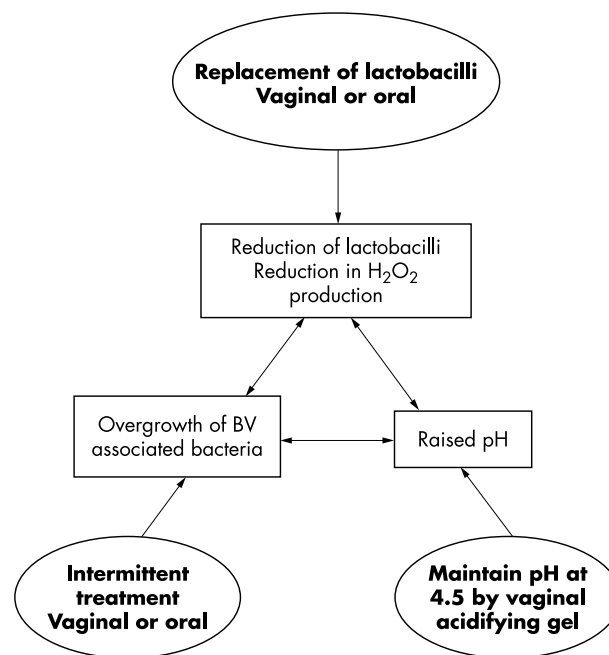 Replacement of lactobacilli
Vaginal or oral
Reduction of lactobacilli
Reduction in H₂O₂
production
Overgrowth of BV
associated bacteria
Raised pH
Intermittent
treatment
Vaginal or oral
Maintain pH at
4.5 by vaginal
acidifying gel